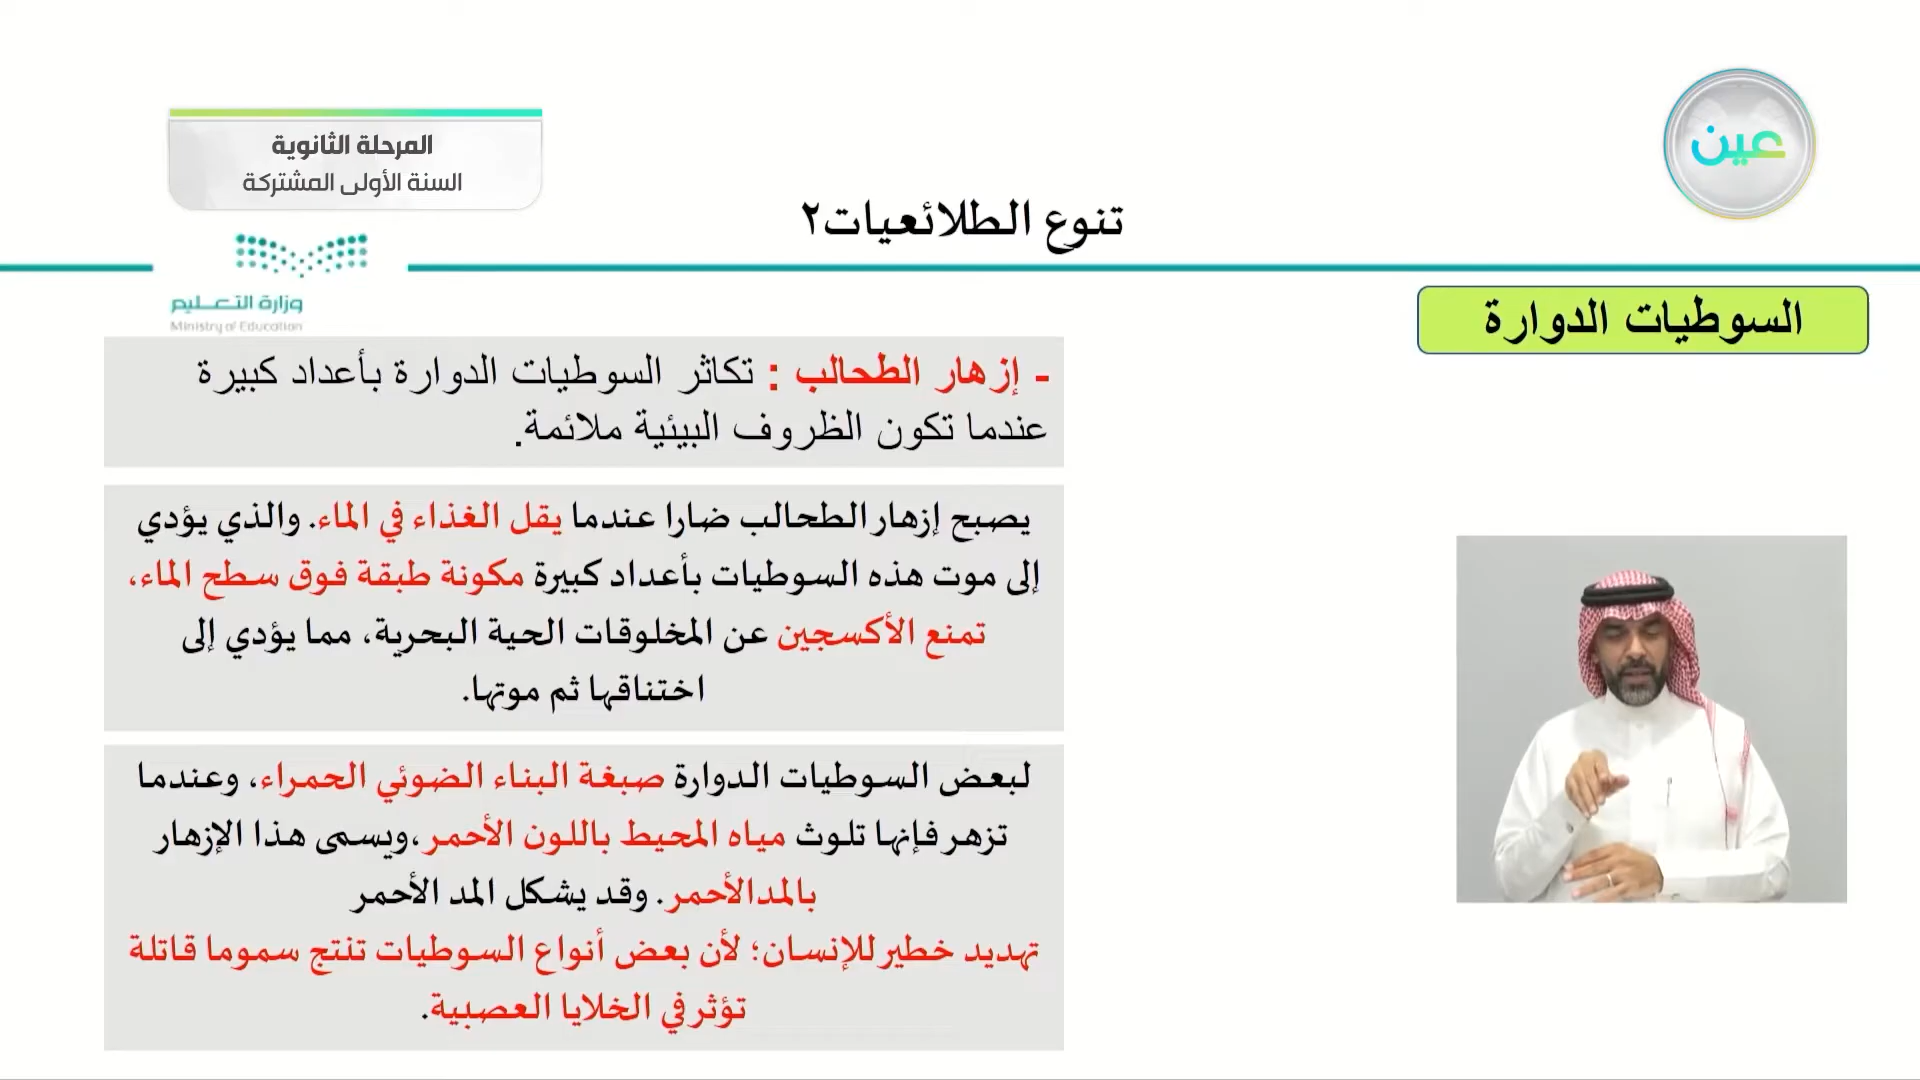 عين
المرحلة الثانوية
السنة الأولى المشتركة
تنوع الطلائعيات٢
وزارة التعليم
Ministry of Education
السوطيات الدوارة
- إزهار الطحالب : تكاثر السوطيات الدوارة بأعداد كبيرة
عندما تكون الظروف البيئية ملائمة.
يصبح إزهار الطحالب ضارا عندما يقل الغذاء في الماء. والذي يؤدي
إلى موت هذه السوطيات بأعداد كبيرة مكونة طبقة فوق سطح الماء،
تمنع الأكسجين عن المخلوقات الحية البحرية، مما يؤدي إلى
اختناقها ثم موتها.
لبعض السوطيات الدوارة صبغة البناء الضوئي الحمراء، وعندما
تزهر فإنها تلوث مياه المحيط باللون الأحمر،ويسمى هذا الإزهار
بالمد الأحمر. وقد يشكل المد الأحمر
تهديد خطير للإنسان؛ لأن بعض أنواع السوطيات تنتج سموما قاتلة
تؤثر في الخلايا العصبية.